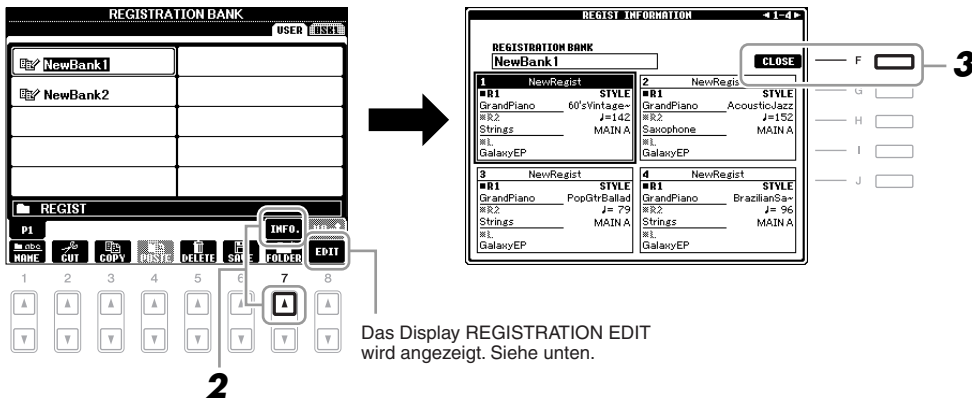 REGISTRATION BANK
USER USB1
NewBank1
NewBank2
REGIST
P1
INFO.
NAME CUT COPY PASTE DELETE SAVE FOLDER EDIT
1 2 3 4 5 6 7 8
2
Das Display REGISTRATION EDIT
wird angezeigt. Siehe unten.
REGIST INFORMATION 1-4
REGISTRATION BANK
NewBank1
CLOSE
F
G
H
I
J
3
1 NewRegist
R1 STYLE
GrandPiano 60'sVintage~
R2 ♩=142
Strings MAIN A
L
GalaxyEP
2 NewRegist
R1 STYLE
GrandPiano AcousticJazz
R2 ♩=152
Saxophone MAIN A
L
GalaxyEP
3 NewRegist
R1 STYLE
GrandPiano PopGtrBallad
R2 ♩= 79
Strings MAIN A
L
GalaxyEP
4 NewRegist
R1 STYLE
GrandPiano BrazilianSa~
R2 ♩= 96
Strings MAIN A
L
GalaxyEP